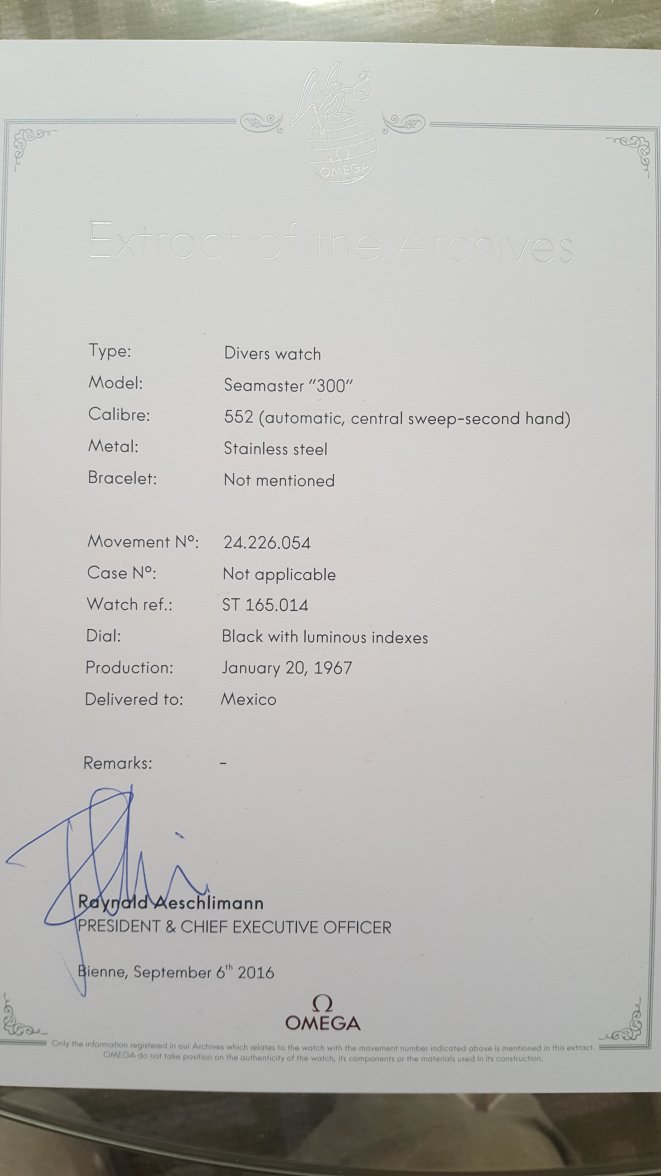 OMEGA
Extract of the Archives
Type: Divers watch
Model: Seamaster "300"
Calibre: 552 (automatic, central sweep-second hand)
Metal: Stainless steel
Bracelet: Not mentioned
Movement Nº: 24.226.054
Case Nº: Not applicable
Watch ref.: ST 165.014
Dial: Black with luminous indexes
Production: January 20, 1967
Delivered to: Mexico
Remarks: -
Raynald Aeschlimann
PRESIDENT & CHIEF EXECUTIVE OFFICER
Bienne, September 6th 2016
Ω
OMEGA
Only the information registered in our Archives which relates to the watch with the movement number indicated above is mentioned in this extract.
OMEGA do not take position on the authenticity of the watch, its components or the materials used in its construction.